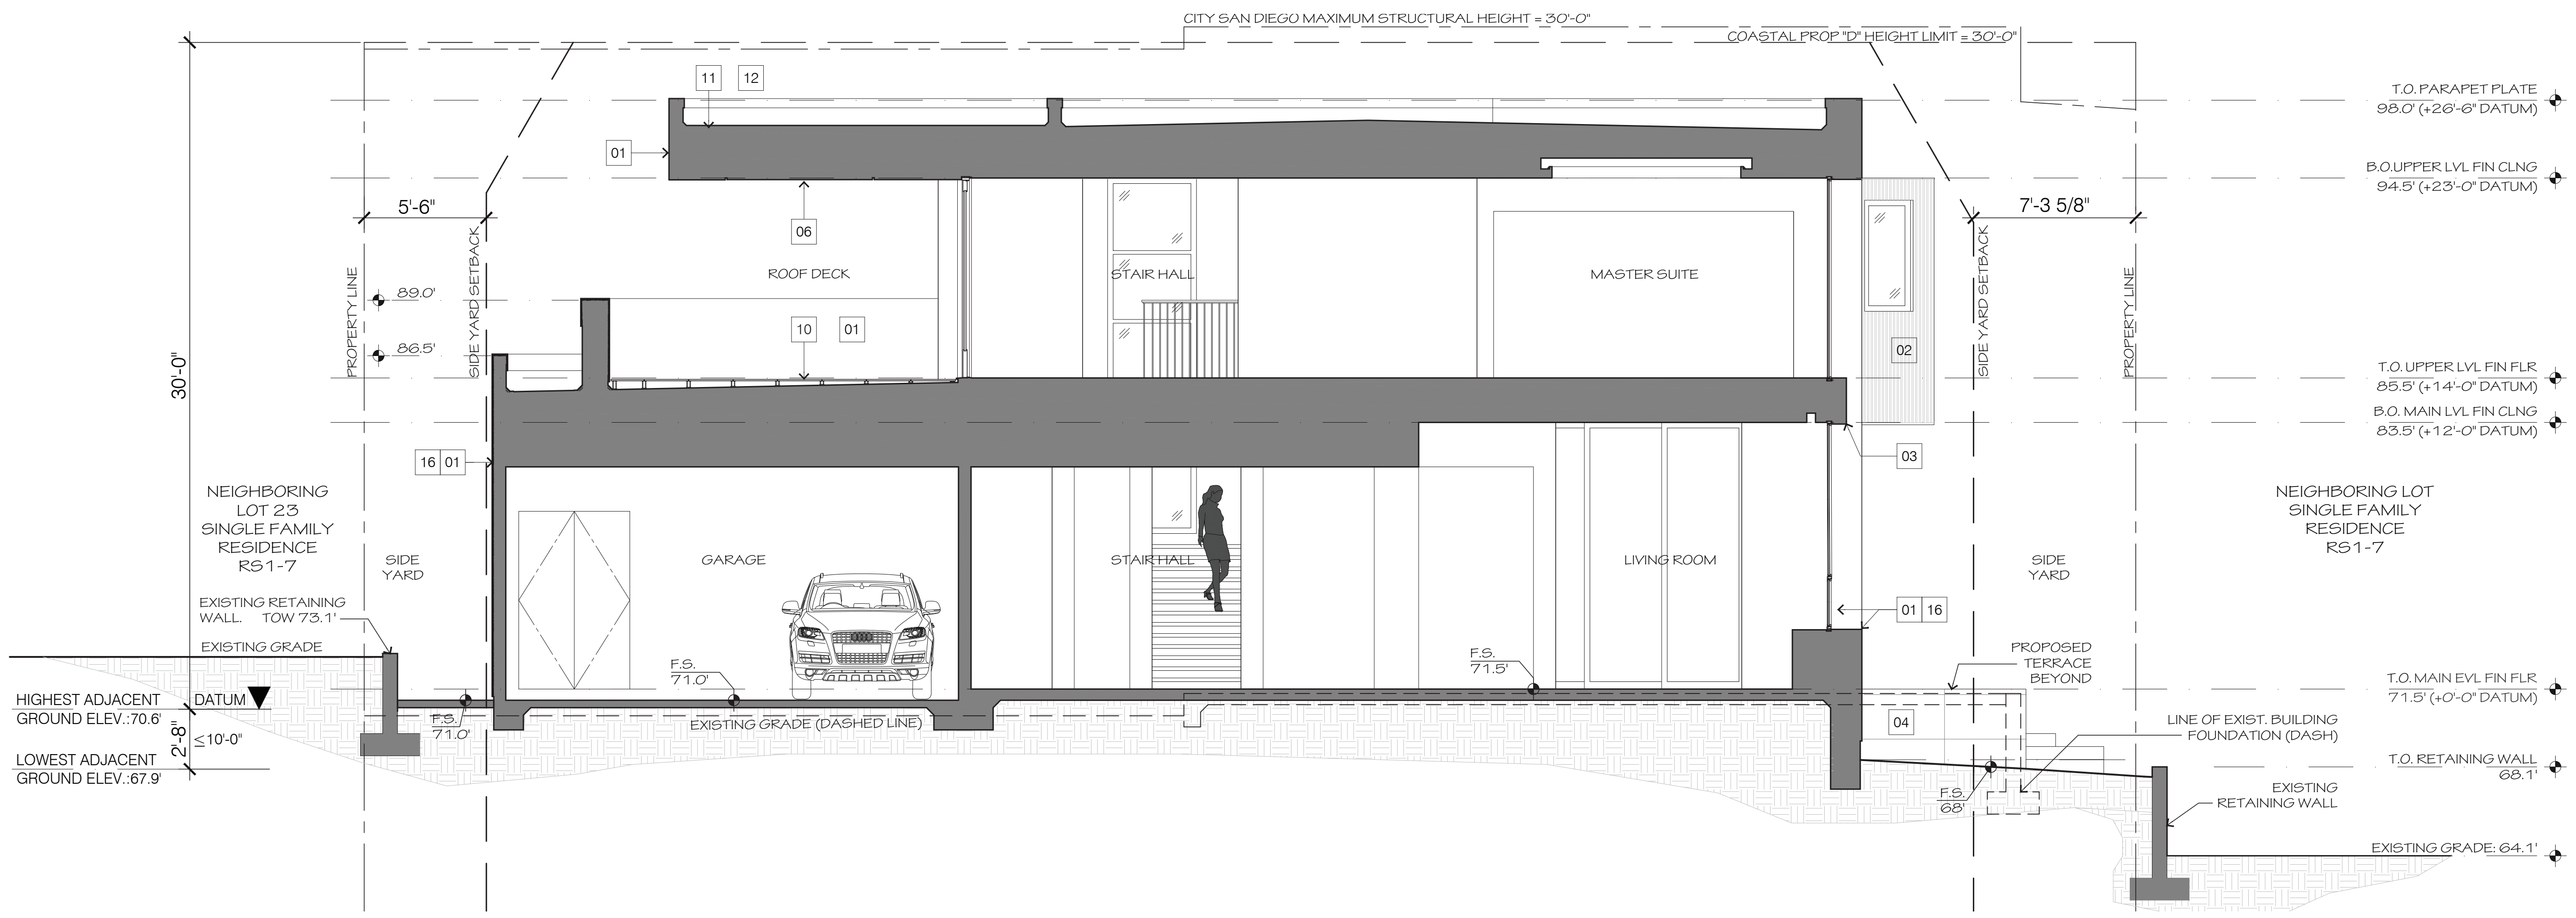 CITY SAN DIEGO MAXIMUM STRUCTURAL HEIGHT = 30'-0"
COASTAL PROP "D" HEIGHT LIMIT = 30'-0"
11 12
T.O. PARAPET PLATE
98.0' (+26'-6" DATUM)
01
B.O.UPPER LVL FIN CLNG
94.5' (+23'-0" DATUM)
5'-6"
7'-3 5/8"
06
ROOF DECK
STAIR HALL
MASTER SUITE
PROPERTY LINE
SIDE YARD SETBACK
SIDE YARD SETBACK
PROPERTY LINE
89.0'
86.5'
10 01
02
30'-0"
T.O. UPPER LVL FIN FLR
85.5' (+14'-0" DATUM)
B.O. MAIN LVL FIN CLNG
83.5' (+12'-0" DATUM)
16 01
03
NEIGHBORING
LOT 23
SINGLE FAMILY
RESIDENCE
RS1-7
NEIGHBORING LOT
SINGLE FAMILY
RESIDENCE
RS1-7
SIDE
YARD
GARAGE
STAIR HALL
LIVING ROOM
SIDE
YARD
EXISTING RETAINING
WALL. TOW 73.1'
01 16
EXISTING GRADE
F.S.
71.0'
F.S.
71.5'
PROPOSED
TERRACE
BEYOND
T.O. MAIN EVL FIN FLR
71.5' (+0'-0" DATUM)
HIGHEST ADJACENT
GROUND ELEV.:70.6'
DATUM
F.S.
71.0'
EXISTING GRADE (DASHED LINE)
04
LINE OF EXIST. BUILDING
FOUNDATION (DASH)
2'-8"
≤10'-0"
LOWEST ADJACENT
GROUND ELEV.:67.9'
T.O. RETAINING WALL
68.1'
F.S.
68'
EXISTING
RETAINING WALL
EXISTING GRADE: 64.1'